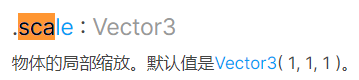 .scale : Vector3
物体的局部缩放。默认值是Vector3( 1, 1, 1 )。